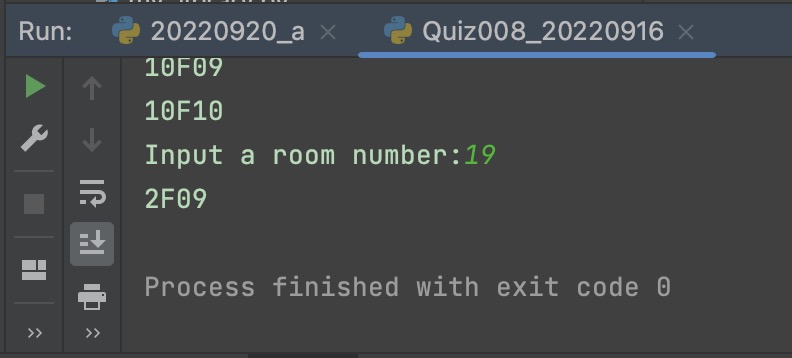 Run: 20220920_a × Quiz008_20220916 ×
10F09
10F10
Input a room number:19
2F09
Process finished with exit code 0